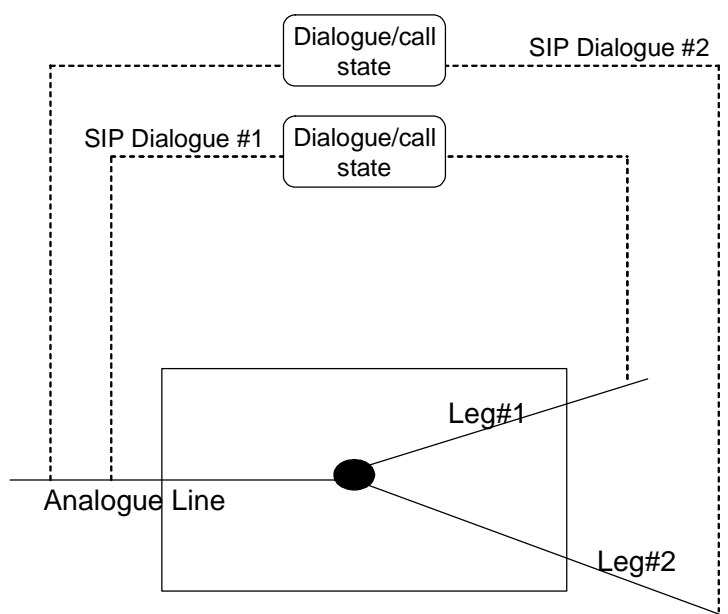 Dialogue/call
state
SIP Dialogue #2
SIP Dialogue #1
Dialogue/call
state
Leg#1
Analogue Line
Leg#2